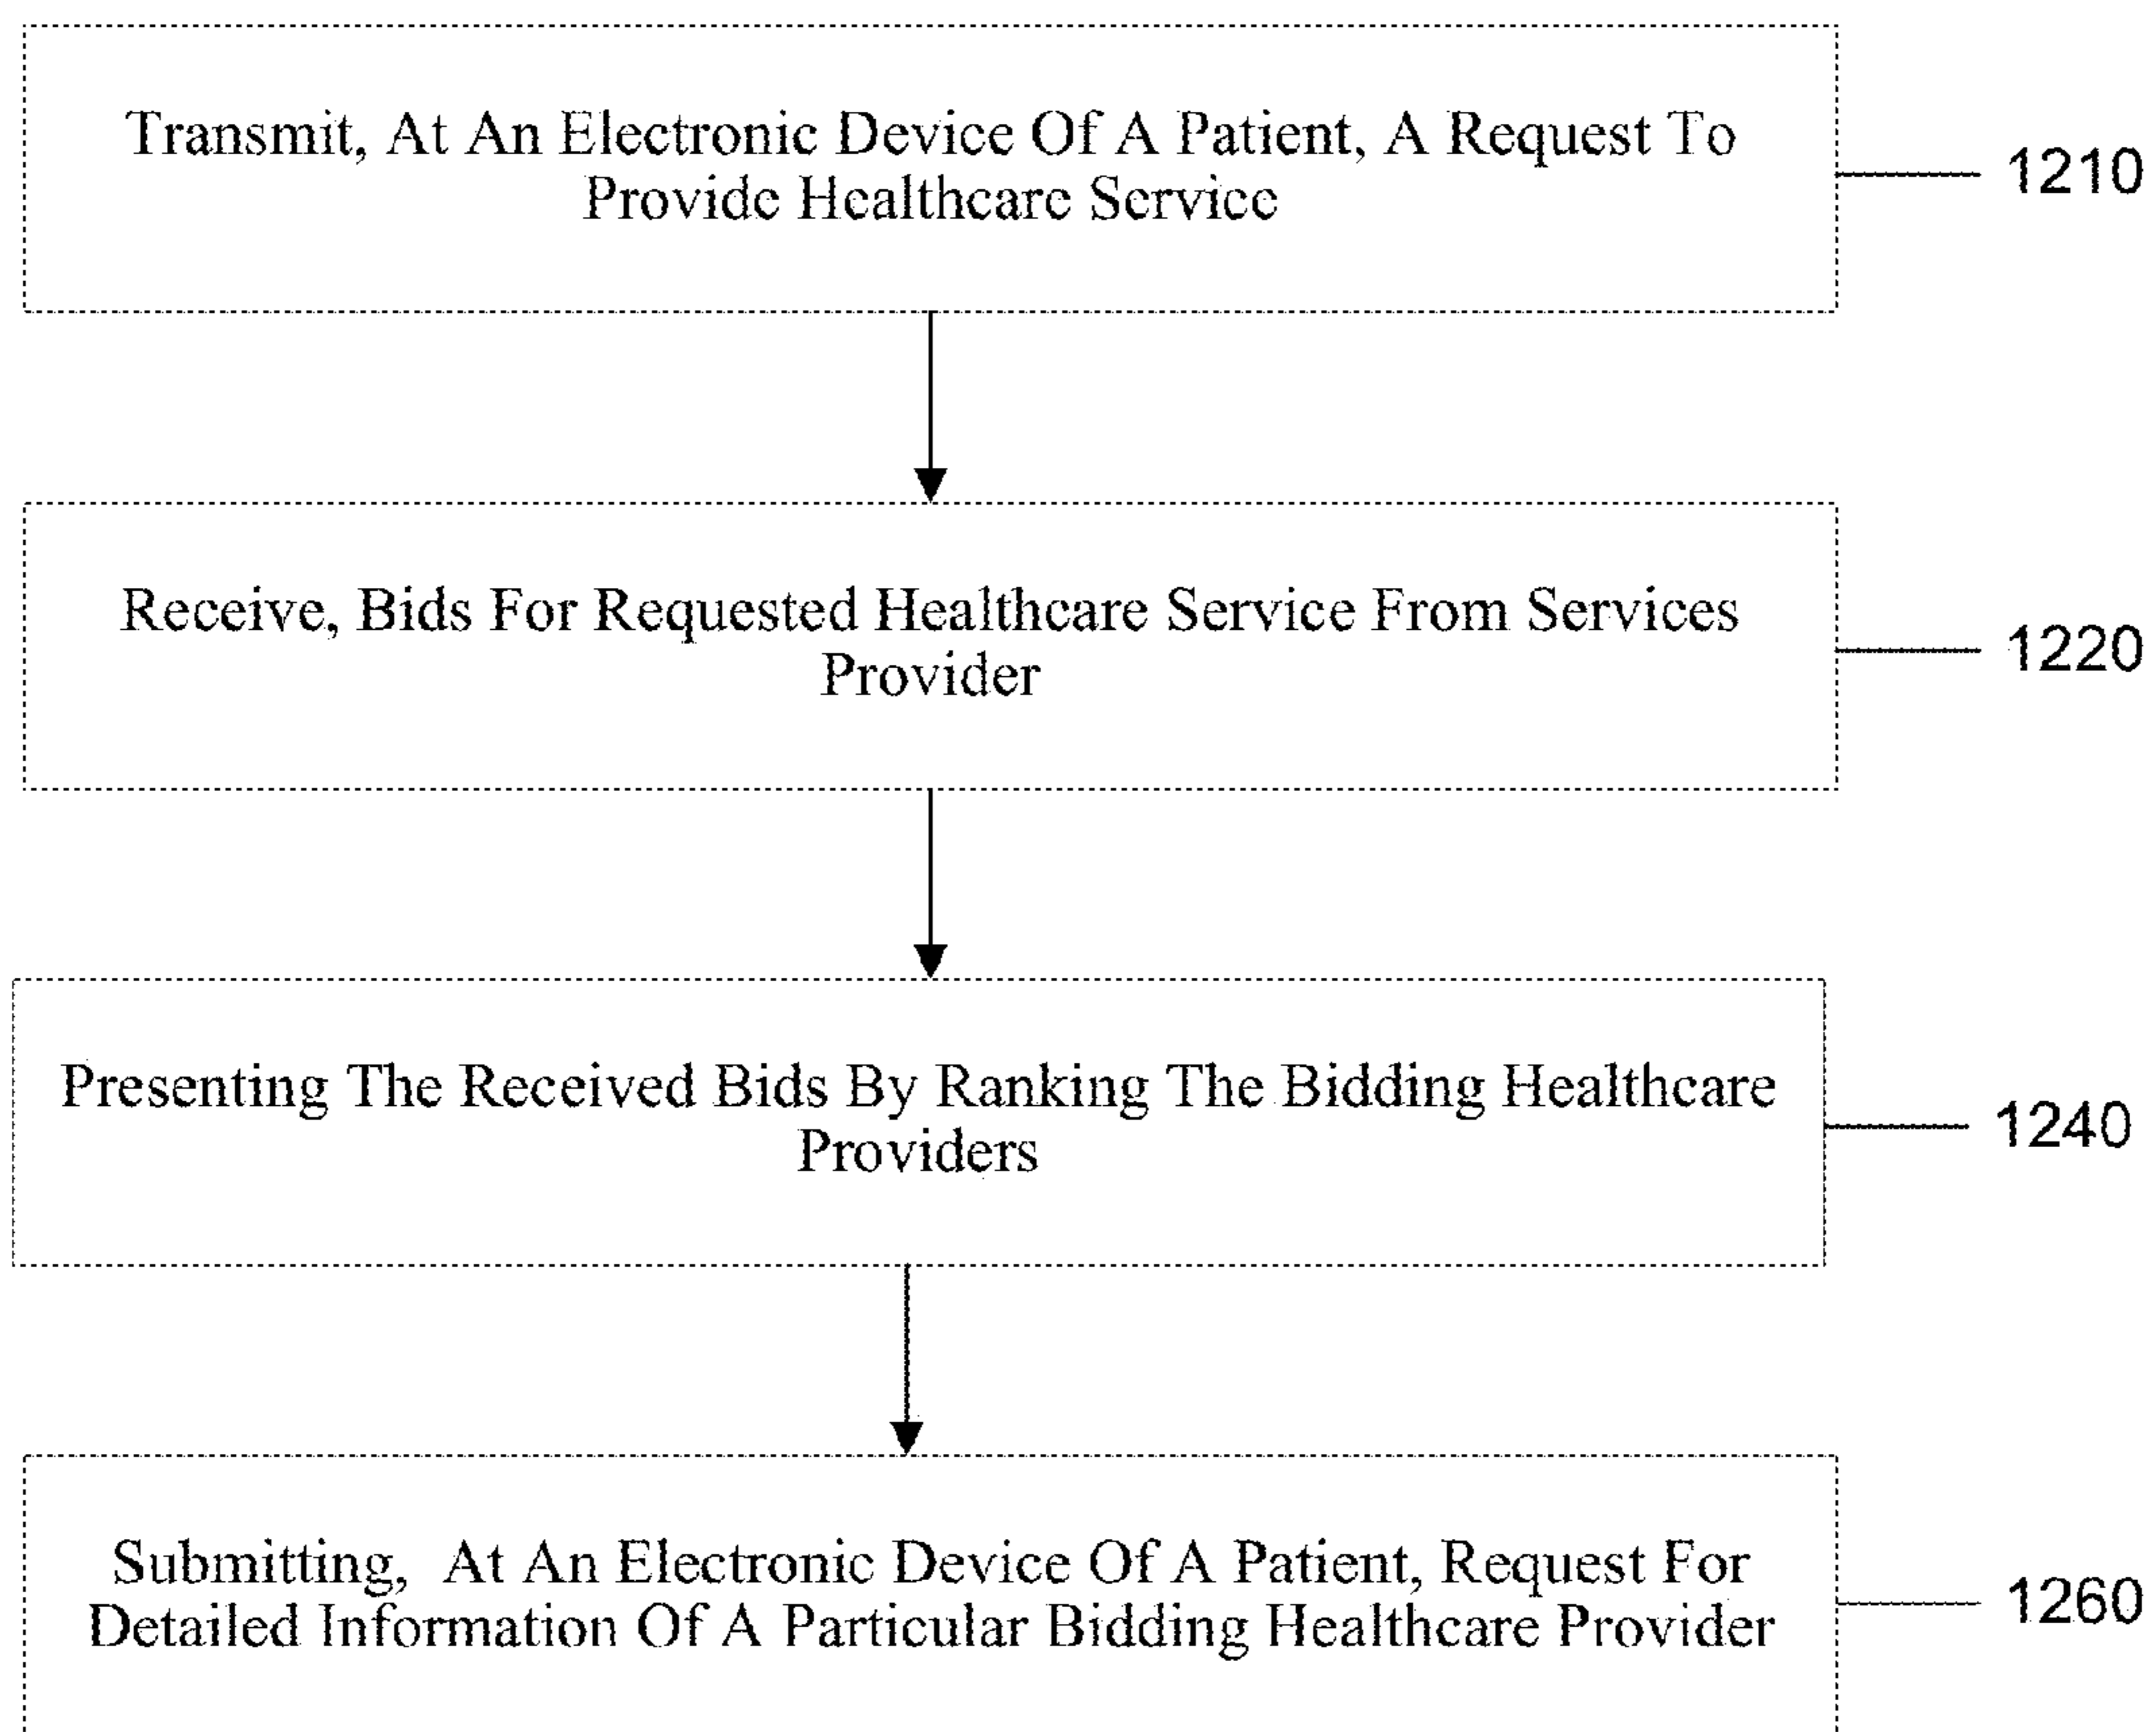 Transmit, At An Electronic Device Of A Patient, A Request To
Provide Healthcare Service
1210
Receive, Bids For Requested Healthcare Service From Services
Provider
1220
Presenting The Received Bids By Ranking The Bidding Healthcare
Providers
1240
Submitting, At An Electronic Device Of A Patient, Request For
Detailed Information Of A Particular Bidding Healthcare Provider
1260